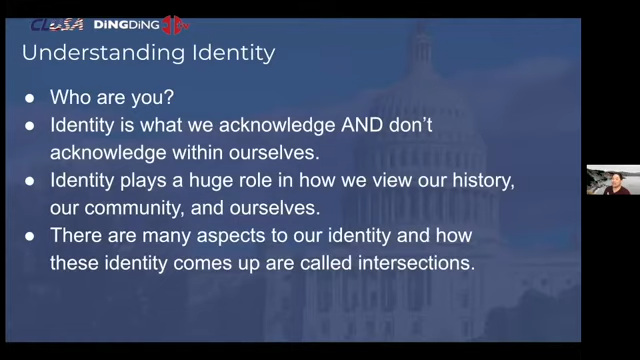 DiNGDiNG TV
Understanding Identity
● Who are you?
● Identity is what we acknowledge AND don't
acknowledge within ourselves.
● Identity plays a huge role in how we view our history,
our community, and ourselves.
● There are many aspects to our identity and how
these identity comes up are called intersections.